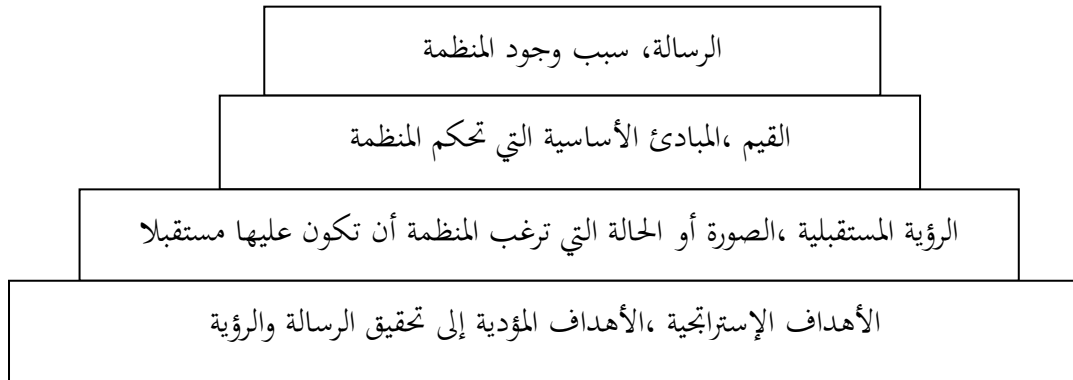 الرسالة، سبب وجود المنظمة
القيم ،المبادئ الأساسية التي تحكم المنظمة
الرؤية المستقبلية ،الصورة أو الحالة التي ترغب المنظمة أن تكون عليها مستقبلا
الأهداف الإستراتجية ،الأهداف المؤدية إلى تحقيق الرسالة والرؤية